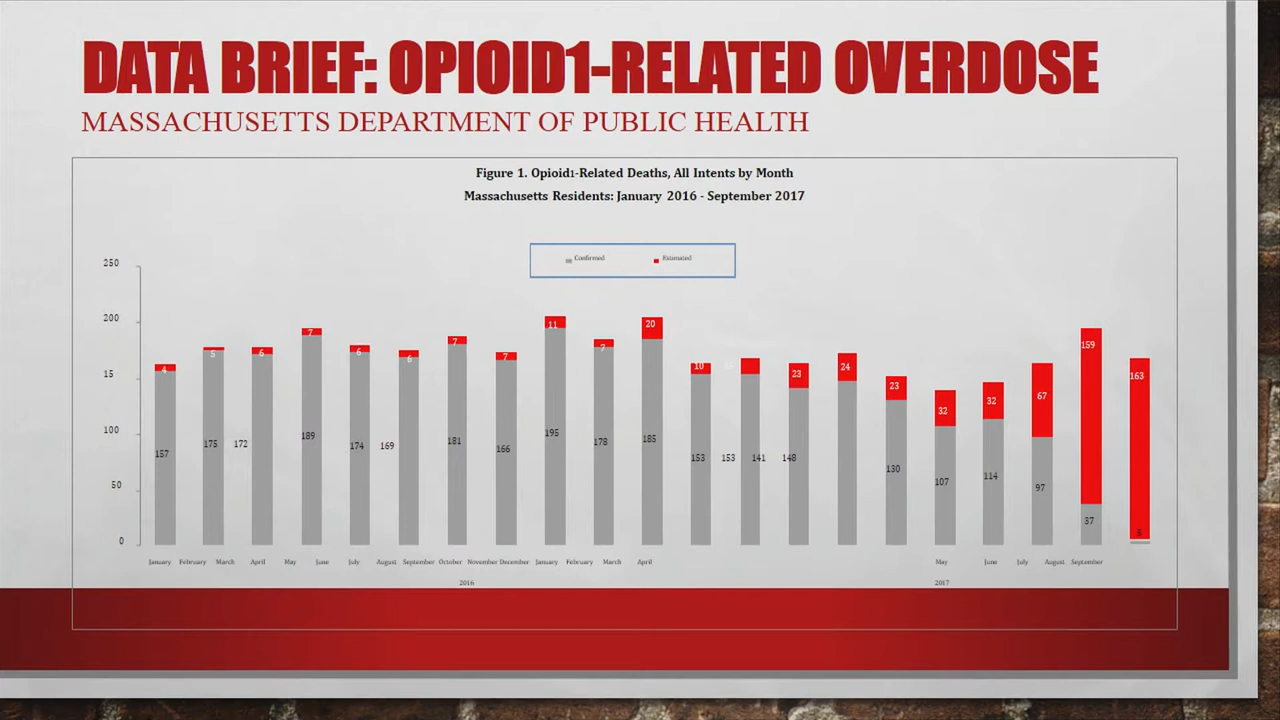 DATA BRIEF: OPIOID1-RELATED OVERDOSE
MASSACHUSETTS DEPARTMENT OF PUBLIC HEALTH
Figure 1. Opioid1-Related Deaths, All Intents by Month
Massachusetts Residents: January 2016 - September 2017
Confirmed Estimated
250
200
15
100
50
0
4 5 6 7 6 6 7 7 11 7 20 10 23 24 23 32 32 67 159 163
157 175 172 189 174 169 181 166 195 178 185 153 153 141 148 130 107 114 97 37 5
January February March April May June July August September October November December January February March April May June July August September
2016 2017